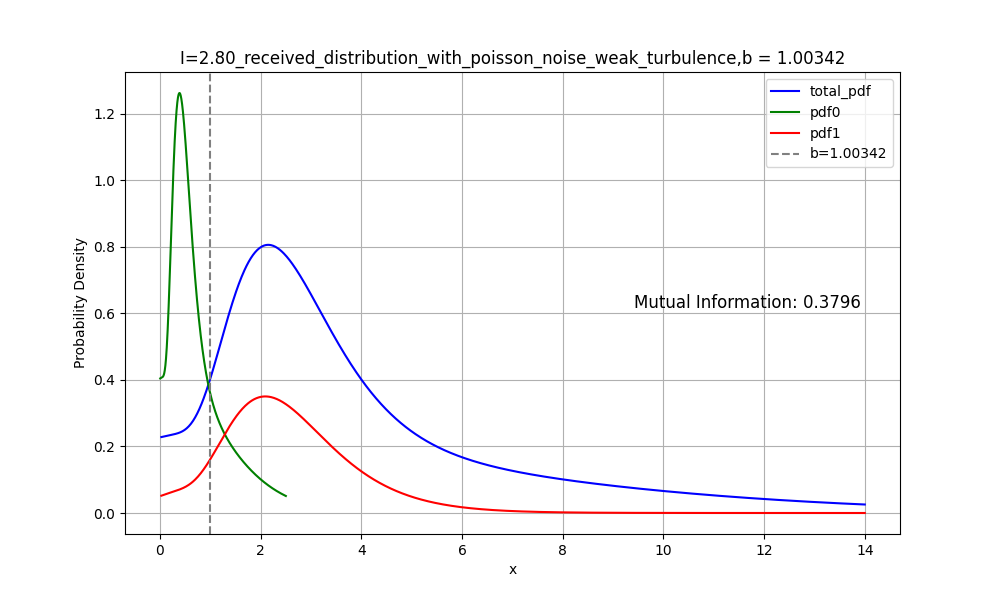 I=2.80_received_distribution_with_poisson_noise_weak_turbulence,b = 1.00342
total_pdf
pdf0
pdf1
b=1.00342
Mutual Information: 0.3796
Probability Density
1.2
1.0
0.8
0.6
0.4
0.2
0.0
0 2 4 6 8 10 12 14
x